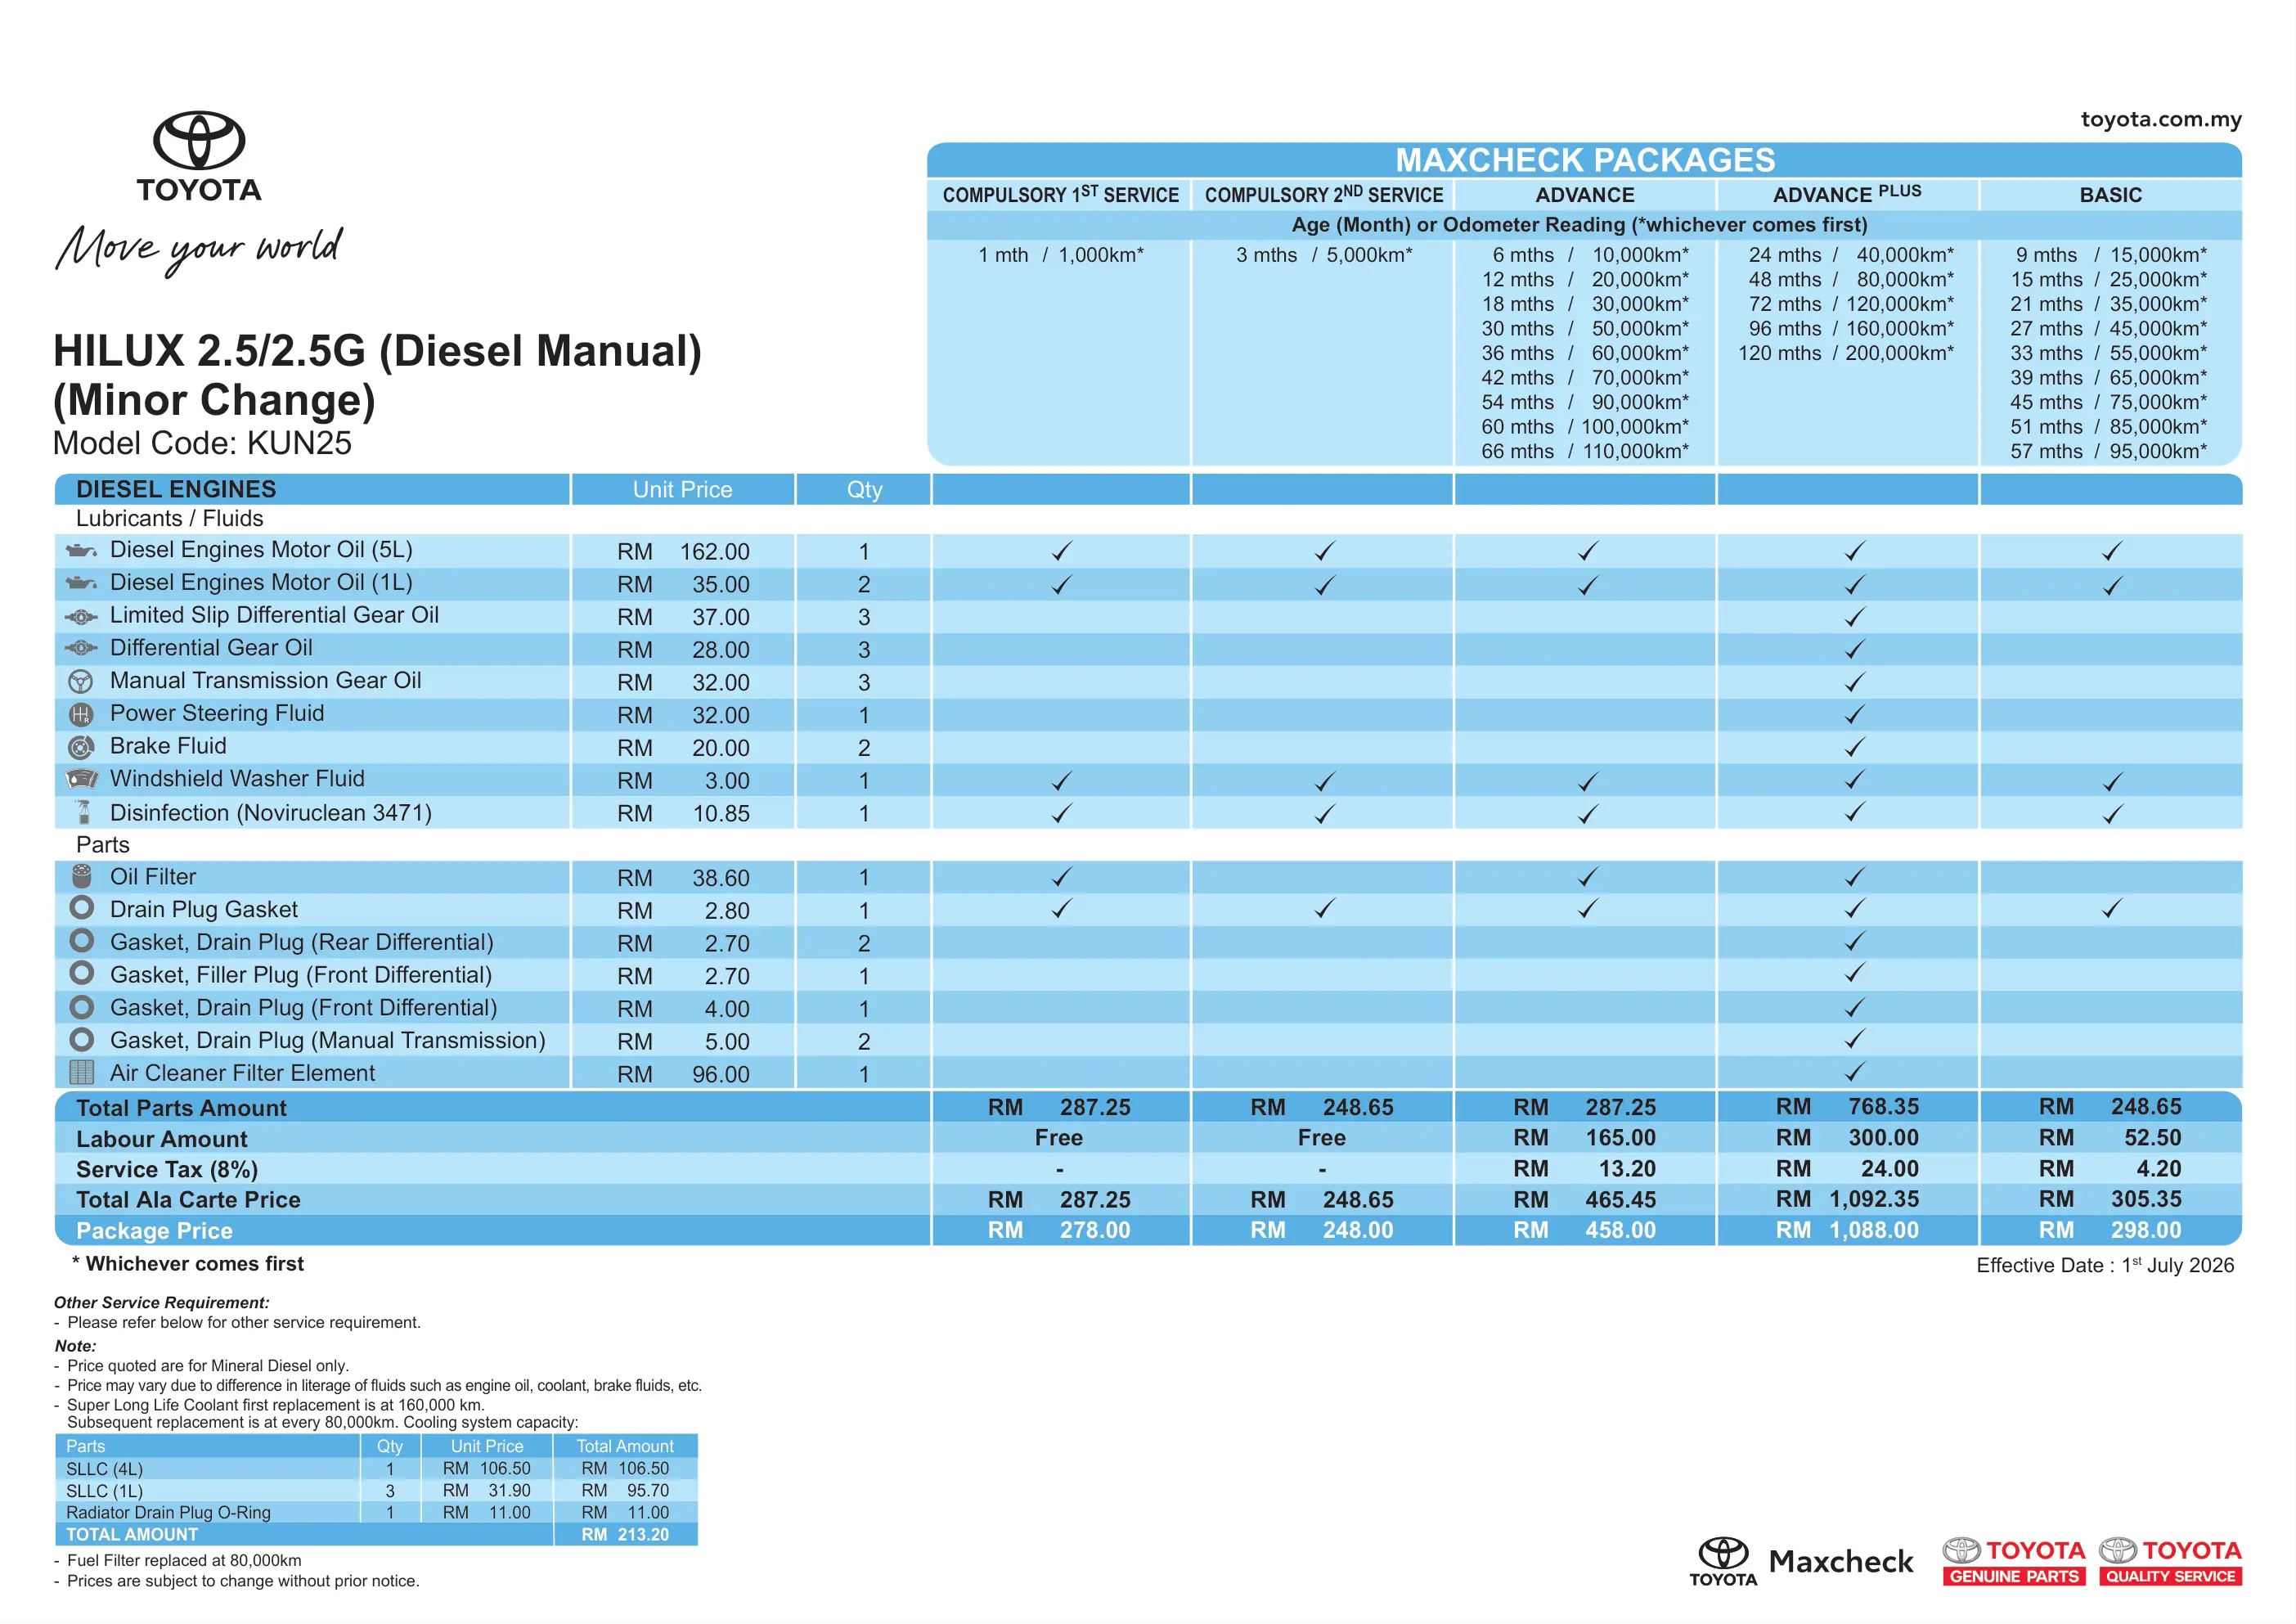 toyota.com.my
TOYOTA
Move your world
HILUX 2.5/2.5G (Diesel Manual)
(Minor Change)
Model Code: KUN25
MAXCHECK PACKAGES
COMPULSORY 1ST SERVICE COMPULSORY 2ND SERVICE ADVANCE ADVANCE PLUS BASIC
Age (Month) or Odometer Reading (*whichever comes first)
1 mth / 1,000km* 3 mths / 5,000km* 6 mths / 10,000km* 24 mths / 40,000km* 9 mths / 15,000km*
12 mths / 20,000km* 48 mths / 80,000km* 15 mths / 25,000km*
18 mths / 30,000km* 72 mths / 120,000km* 21 mths / 35,000km*
30 mths / 50,000km* 96 mths / 160,000km* 27 mths / 45,000km*
36 mths / 60,000km* 120 mths / 200,000km* 33 mths / 55,000km*
42 mths / 70,000km* 39 mths / 65,000km*
54 mths / 90,000km* 45 mths / 75,000km*
60 mths / 100,000km* 51 mths / 85,000km*
66 mths / 110,000km* 57 mths / 95,000km*
DIESEL ENGINES Unit Price Qty
Lubricants / Fluids
Diesel Engines Motor Oil (5L) RM 162.00 1 ✓ ✓ ✓ ✓ ✓
Diesel Engines Motor Oil (1L) RM 35.00 2 ✓ ✓ ✓ ✓ ✓
Limited Slip Differential Gear Oil RM 37.00 3 ✓
Differential Gear Oil RM 28.00 3 ✓
Manual Transmission Gear Oil RM 32.00 3 ✓
Power Steering Fluid RM 32.00 1 ✓
Brake Fluid RM 20.00 2 ✓
Windshield Washer Fluid RM 3.00 1 ✓ ✓ ✓ ✓ ✓
Disinfection (Noviruclean 3471) RM 10.85 1 ✓ ✓ ✓ ✓ ✓
Parts
Oil Filter RM 38.60 1 ✓ ✓ ✓
Drain Plug Gasket RM 2.80 1 ✓ ✓ ✓ ✓ ✓
Gasket, Drain Plug (Rear Differential) RM 2.70 2 ✓
Gasket, Filler Plug (Front Differential) RM 2.70 1 ✓
Gasket, Drain Plug (Front Differential) RM 4.00 1 ✓
Gasket, Drain Plug (Manual Transmission) RM 5.00 2 ✓
Air Cleaner Filter Element RM 96.00 1 ✓
Total Parts Amount RM 287.25 RM 248.65 RM 287.25 RM 768.35 RM 248.65
Labour Amount Free Free RM 165.00 RM 300.00 RM 52.50
Service Tax (8%) - - RM 13.20 RM 24.00 RM 4.20
Total Ala Carte Price RM 287.25 RM 248.65 RM 465.45 RM 1,092.35 RM 305.35
Package Price RM 278.00 RM 248.00 RM 458.00 RM 1,088.00 RM 298.00
* Whichever comes first
Effective Date : 1st July 2026
Other Service Requirement:
- Please refer below for other service requirement.
Note:
- Price quoted are for Mineral Diesel only.
- Price may vary due to difference in literage of fluids such as engine oil, coolant, brake fluids, etc.
- Super Long Life Coolant first replacement is at 160,000 km.
Subsequent replacement is at every 80,000km. Cooling system capacity:
Parts Qty Unit Price Total Amount
SLLC (4L) 1 RM 106.50 RM 106.50
SLLC (1L) 3 RM 31.90 RM 95.70
Radiator Drain Plug O-Ring 1 RM 11.00 RM 11.00
TOTAL AMOUNT RM 213.20
- Fuel Filter replaced at 80,000km
- Prices are subject to change without prior notice.
TOYOTA Maxcheck
TOYOTA
GENUINE PARTS
TOYOTA
QUALITY SERVICE